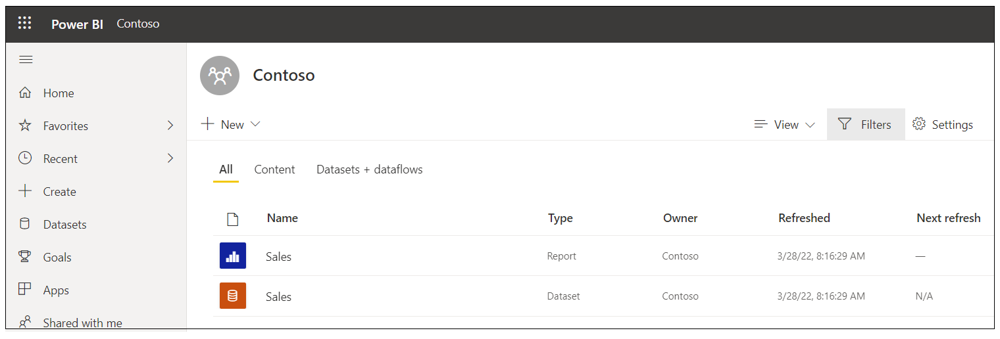 Power BI Contoso
Home
Favorites
Recent
Create
Datasets
Goals
Apps
Shared with me
Contoso
New View Filters Settings
All Content Datasets + dataflows
Name Type Owner Refreshed Next refresh
Sales Report Contoso 3/28/22, 8:16:29 AM —
Sales Dataset Contoso 3/28/22, 8:16:29 AM N/A